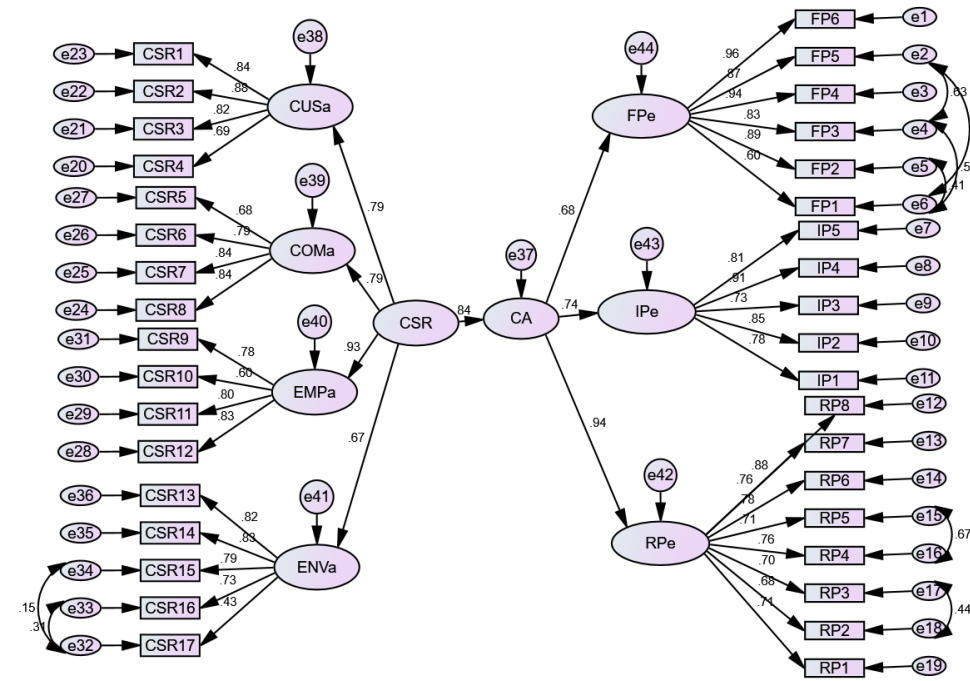 e23 CSR1
.84
e22 CSR2
.88
e21 CSR3
.82
e20 CSR4
.69
e38
CUSa
e27 CSR5
.68
e26 CSR6
.79
e25 CSR7
.84
e24 CSR8
.84
e39
COMa
e31 CSR9
.78
e30 CSR10
.60
e29 CSR11
.80
e28 CSR12
.83
e40
EMPa
e36 CSR13
.82
e35 CSR14
.83
e34 CSR15
.79
e33 CSR16
.73
e32 CSR17
.43
.15
.31
e41
ENVa
.79
.79
.93
.67
CSR
84
e37
CA
.68
.74
.94
e44
FPe
.96
FP6 e1
.87
FP5 e2
.94
FP4 e3
.83
FP3 e4
.89
FP2 e5
.60
FP1 e6
.63
.5
.41
e43
IPe
.81
IP5 e7
.91
IP4 e8
.73
IP3 e9
.85
IP2 e10
.78
IP1 e11
e42
RPe
RP8 e12
.88
RP7 e13
.76
RP6 e14
.78
RP5 e15
.71
RP4 e16
.76
RP3 e17
.70
RP2 e18
.68
RP1 e19
.71
.67
.44